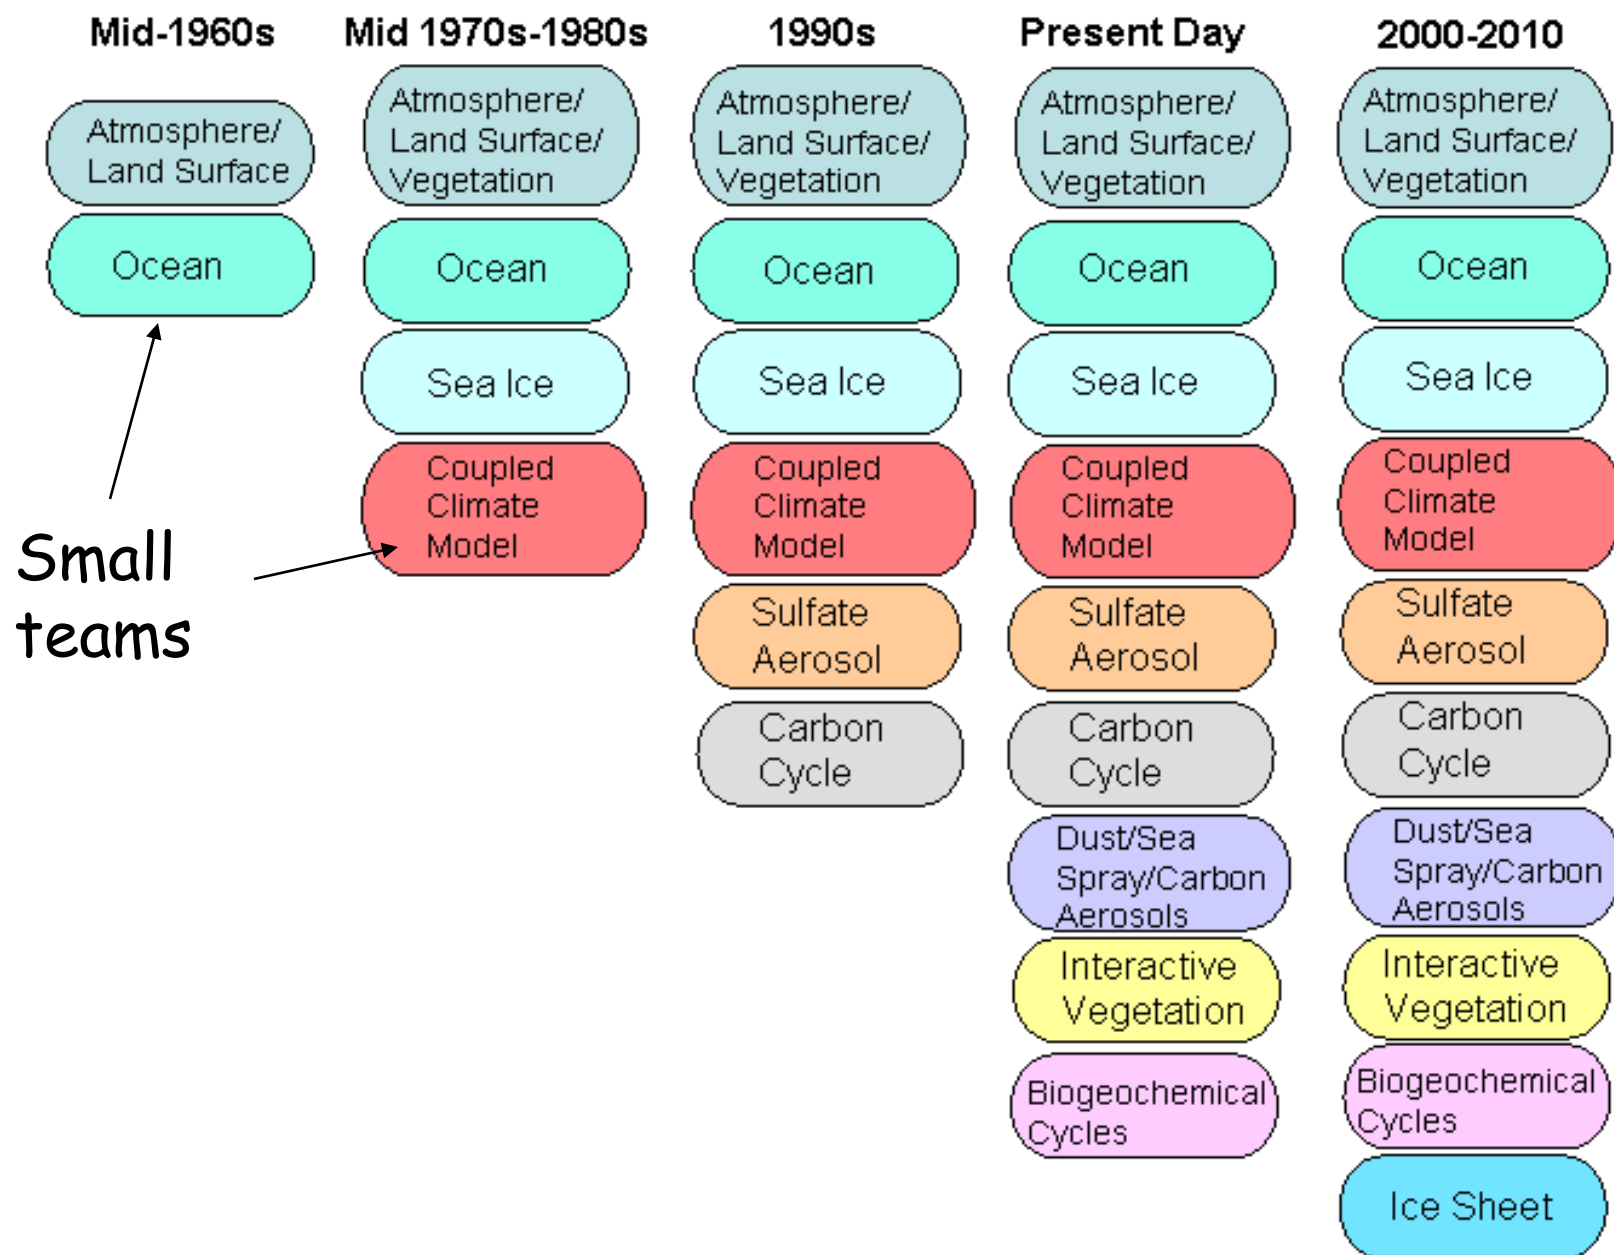 Mid-1960s
Atmosphere/
Land Surface
Ocean
Small
teams
Mid 1970s-1980s
Atmosphere/
Land Surface/
Vegetation
Ocean
Sea Ice
Coupled
Climate
Model
1990s
Atmosphere/
Land Surface/
Vegetation
Ocean
Sea Ice
Coupled
Climate
Model
Sulfate
Aerosol
Carbon
Cycle
Present Day
Atmosphere/
Land Surface/
Vegetation
Ocean
Sea Ice
Coupled
Climate
Model
Sulfate
Aerosol
Carbon
Cycle
Dust/Sea
Spray/Carbon
Aerosols
Interactive
Vegetation
Biogeochemical
Cycles
2000-2010
Atmosphere/
Land Surface/
Vegetation
Ocean
Sea Ice
Coupled
Climate
Model
Sulfate
Aerosol
Carbon
Cycle
Dust/Sea
Spray/Carbon
Aerosols
Interactive
Vegetation
Biogeochemical
Cycles
Ice Sheet